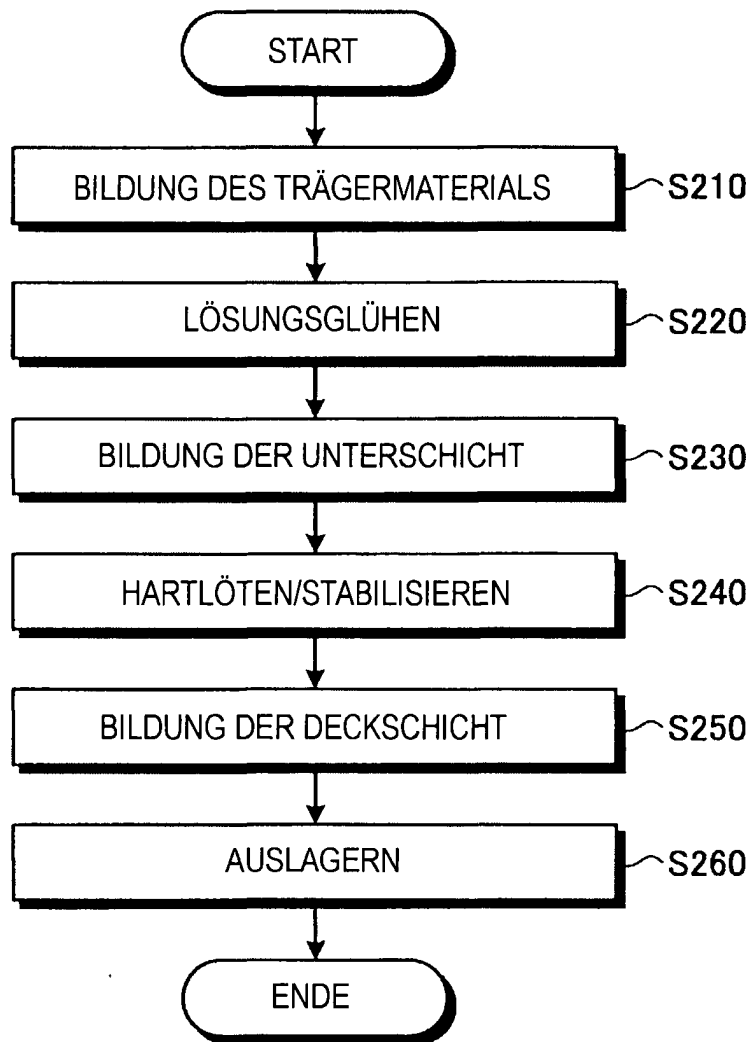 START
BILDUNG DES TRÄGERMATERIALS S210
LÖSUNGSGLÜHEN S220
BILDUNG DER UNTERSCHICHT S230
HARTLÖTEN/STABILISIEREN S240
BILDUNG DER DECKSCHICHT S250
AUSLAGERN S260
ENDE